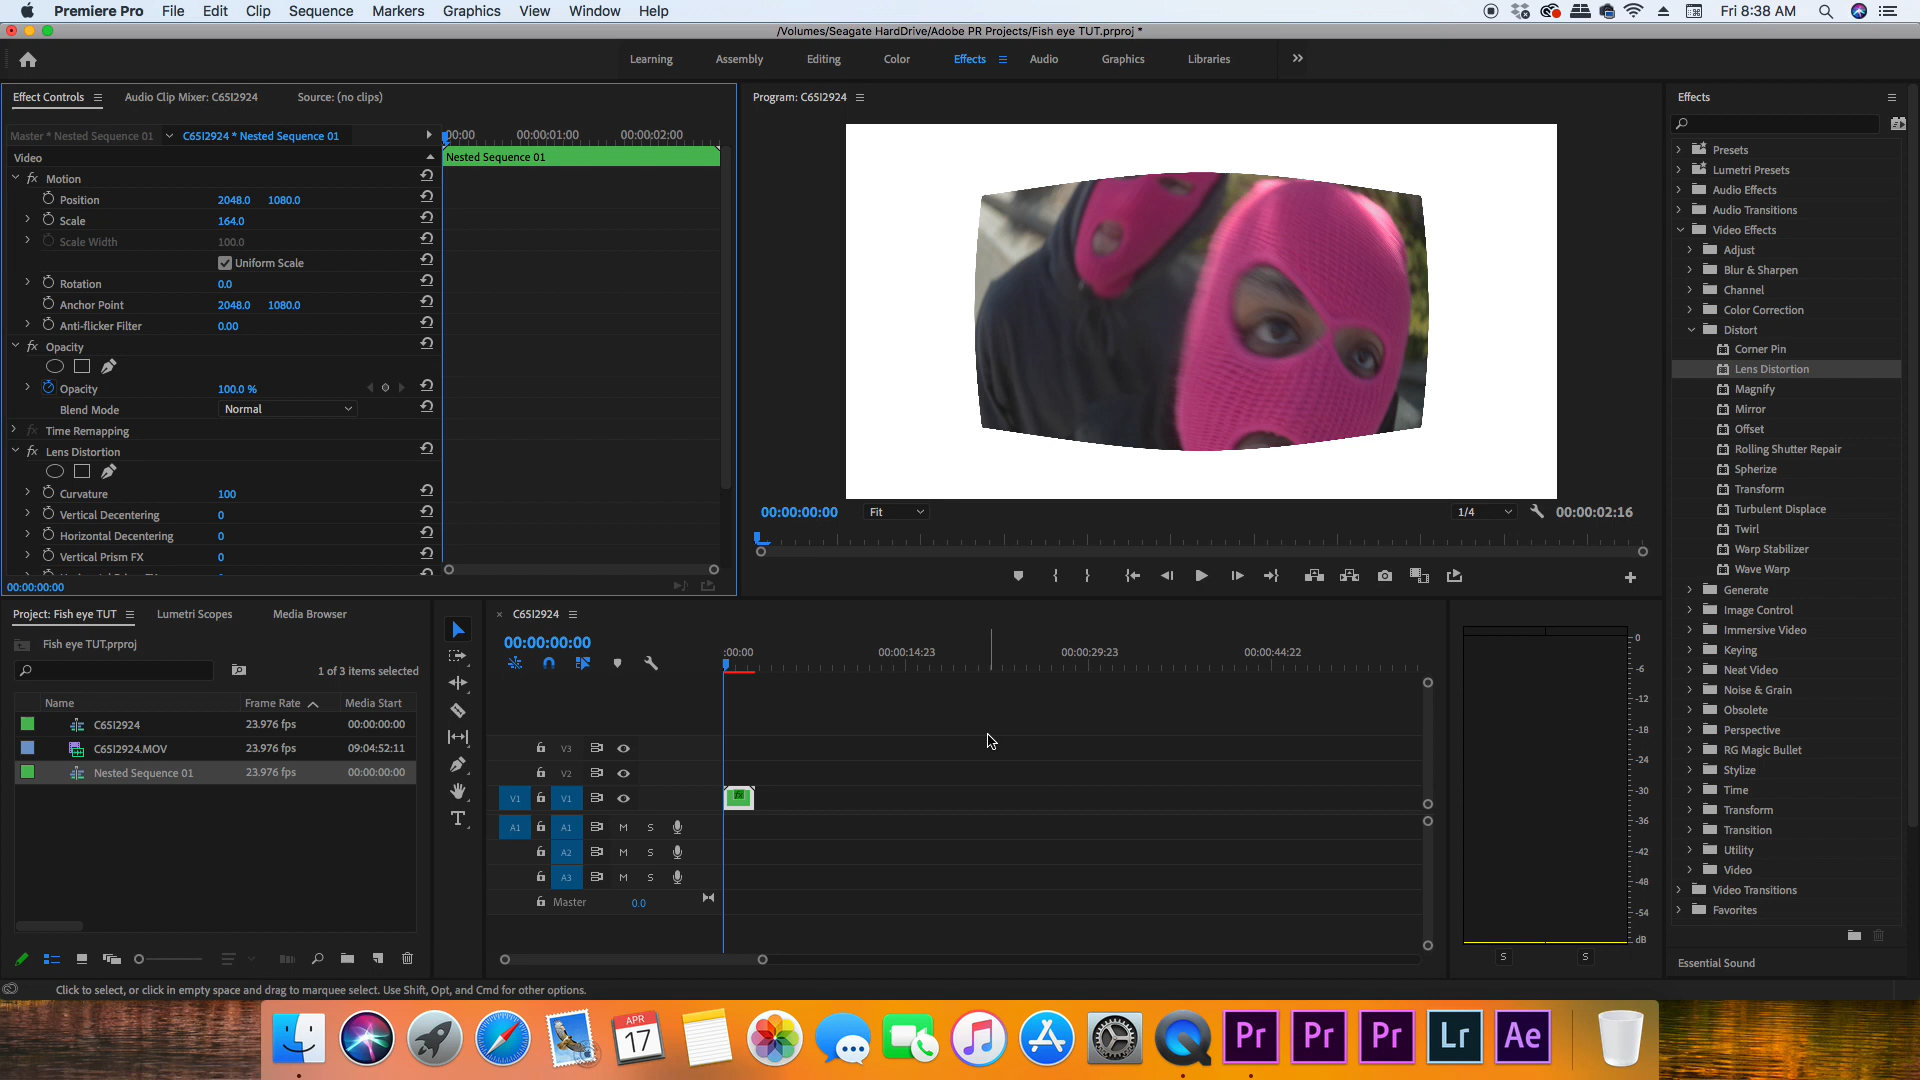 Premiere Pro File Edit Clip Sequence Markers Graphics View Window Help Fri 8:38 AM
/Volumes/Seagate HardDrive/Adobe PR Projects/Fish eye TUT.prproj *
Learning Assembly Editing Color Effects Audio Graphics Libraries
Effect Controls Audio Clip Mixer: C65I2924 Source: (no clips)
Master * Nested Sequence 01 C65I2924 * Nested Sequence 01
:00:00 00:00:01:00 00:00:02:00
Nested Sequence 01
Video
fx Motion
Position 2048.0 1080.0
Scale 164.0
Scale Width 100.0
Uniform Scale
Rotation 0.0
Anchor Point 2048.0 1080.0
Anti-flicker Filter 0.00
fx Opacity
Opacity 100.0 %
Blend Mode Normal
fx Time Remapping
fx Lens Distortion
Curvature 100
Vertical Decentering 0
Horizontal Decentering 0
Vertical Prism FX 0
00:00:00:00
Program: C65I2924
00:00:00:00 Fit 1/4 00:00:02:16
Effects
Presets
Lumetri Presets
Audio Effects
Audio Transitions
Video Effects
Adjust
Blur & Sharpen
Channel
Color Correction
Distort
Corner Pin
Lens Distortion
Magnify
Mirror
Offset
Rolling Shutter Repair
Spherize
Transform
Turbulent Displace
Twirl
Warp Stabilizer
Wave Warp
Generate
Image Control
Immersive Video
Keying
Neat Video
Noise & Grain
Obsolete
Perspective
RG Magic Bullet
Stylize
Time
Transform
Transition
Utility
Video
Video Transitions
Favorites
Essential Sound
Project: Fish eye TUT Lumetri Scopes Media Browser
Fish eye TUT.prproj
1 of 3 items selected
Name Frame Rate Media Start
C65I2924 23.976 fps 00:00:00:00
C65I2924.MOV 23.976 fps 09:04:52:11
Nested Sequence 01 23.976 fps 00:00:00:00
× C65I2924
00:00:00:00
:00:00 00:00:14:23 00:00:29:23 00:00:44:22
V3
V2
V1 V1
fx
A1 A1 M S
A2 M S
A3 M S
Master 0.0
0
-6
-12
-18
-24
-30
-36
-42
-48
-54
dB
S S
Click to select, or click in empty space and drag to marquee select. Use Shift, Opt, and Cmd for other options.
APR
17
Pr Pr Pr Lr Ae